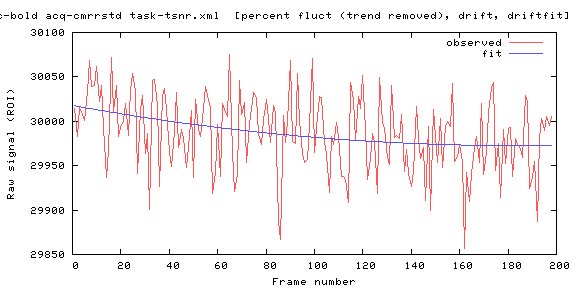 c-bold acq-cmrrstd task-tsnr.xml [percent fluct (trend removed), drift, driftfit]
30100
30050
30000
29950
29900
29850
Raw signal (ROI)
observed
fit
0 20 40 60 80 100 120 140 160 180 200
Frame number